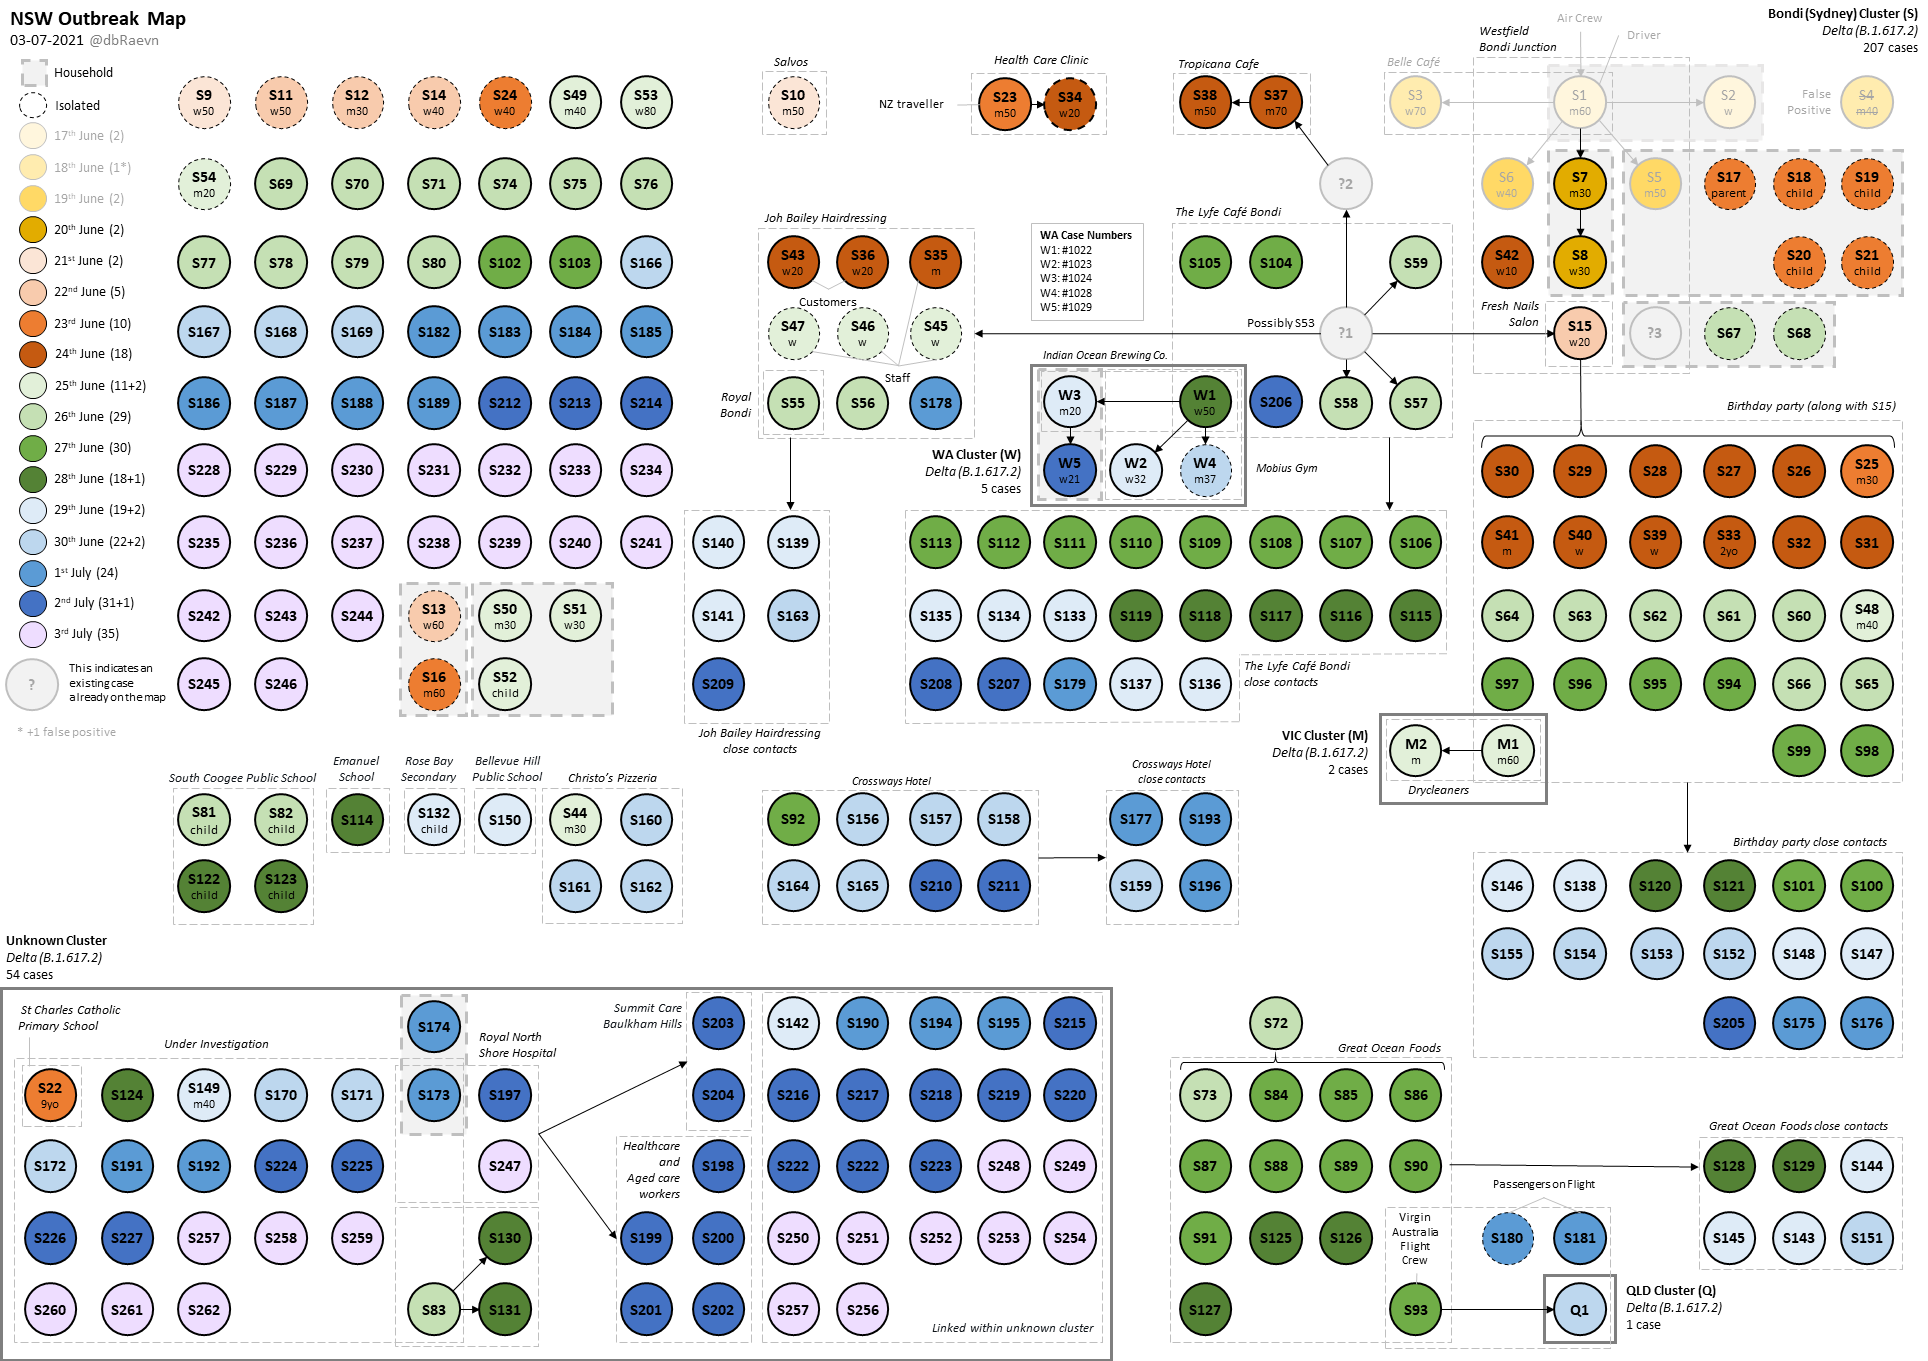 NSW Outbreak Map
03-07-2021 @dbRaevn
Household
Isolated
17th June (2)
18th June (1*)
19th June (2)
20th June (2)
21st June (2)
22nd June (5)
23rd June (10)
24th June (18)
25th June (11+2)
26th June (29)
27th June (30)
28th June (18+1)
29th June (19+2)
30th June (22+2)
1st July (24)
2nd July (31+1)
3rd July (35)
?
This indicates an
existing case
already on the map
* +1 false positive
S9 w50
S11 w50
S12 m30
S14 w40
S24 w40
S49 m40
S53 w80
S54 m20
S69 S70 S71 S74 S75 S76
S77 S78 S79 S80 S102 S103 S166
S167 S168 S169 S182 S183 S184 S185
S186 S187 S188 S189 S212 S213 S214
S228 S229 S230 S231 S232 S233 S234
S235 S236 S237 S238 S239 S240 S241
S242 S243 S244
S13 w60
S50 m30
S51 w30
S245 S246
S16 m60
S52 child
Salvos
S10 m50
Health Care Clinic
NZ traveller
S23 m50
S34 w20
Tropicana Cafe
S38 m50
S37 m70
?2
Joh Bailey Hairdressing
S43 w20
S36 w20
S35 m
Customers
S47 w
S46 w
S45 w
Staff
Royal
Bondi
S55 S56 S178
WA Case Numbers
W1: #1022
W2: #1023
W3: #1024
W4: #1028
W5: #1029
The Lyfe Café Bondi
S105 S104 S59
Possibly S53
?1
S206 S58 S57
Indian Ocean Brewing Co.
W3 m20
W1 w50
W5 w21
W2 w32
W4 m37
WA Cluster (W)
Delta (B.1.617.2)
5 cases
Mobius Gym
Bondi (Sydney) Cluster (S)
Delta (B.1.617.2)
207 cases
Air Crew
Driver
Westfield
Bondi Junction
Belle Café
S3 w70
S1 m60
S2 w
False
Positive
S4 m40
S6 w40
S7 m30
S5 m50
S17 parent
S18 child
S19 child
S42 w10
S8 w30
S20 child
S21 child
Fresh Nails
Salon
S15 w20
?3
S67 S68
Birthday party (along with S15)
S30 S29 S28 S27 S26
S25 m30
S41 m
S40 w
S39 w
S33 2yo
S32 S31
S64 S63 S62 S61 S60
S48 m40
S97 S96 S95 S94 S66 S65
S99 S98
S140 S139
S141 S163
S209
Joh Bailey Hairdressing
close contacts
S113 S112 S111 S110 S109 S108 S107 S106
S135 S134 S133 S119 S118 S117 S116 S115
S208 S207 S179 S137 S136
The Lyfe Café Bondi
close contacts
VIC Cluster (M)
Delta (B.1.617.2)
2 cases
M2 m
M1 m60
Drycleaners
South Coogee Public School
S81 child
S82 child
S122 child
S123 child
Emanuel
School
S114
Rose Bay
Secondary
S132 child
Bellevue Hill
Public School
S150
Christo's Pizzeria
S44 m30
S160
S161 S162
Crossways Hotel
S92 S156 S157 S158
S164 S165 S210 S211
Crossways Hotel
close contacts
S177 S193
S159 S196
Birthday party close contacts
S146 S138 S120 S121 S101 S100
S155 S154 S153 S152 S148 S147
S205 S175 S176
Unknown Cluster
Delta (B.1.617.2)
54 cases
St Charles Catholic
Primary School
Under Investigation
S22 9yo
S124
S149 m40
S170 S171
S172 S191 S192 S224 S225
S226 S227 S257 S258 S259
S260 S261 S262
S174
S173
Royal North
Shore Hospital
S197
S247
S83 S130
S131
Summit Care
Baulkham Hills
S203
S204
Healthcare
and
Aged care
workers
S198
S199 S200
S201 S202
S142 S190 S194 S195 S215
S216 S217 S218 S219 S220
S222 S222 S223 S248 S249
S250 S251 S252 S253 S254
S257 S256
Linked within unknown cluster
S72
Great Ocean Foods
S73 S84 S85 S86
S87 S88 S89 S90
S91 S125 S126
S127
Virgin
Australia
Flight
Crew
S93
Passengers on Flight
S180 S181
Q1
QLD Cluster (Q)
Delta (B.1.617.2)
1 case
Great Ocean Foods close contacts
S128 S129 S144
S145 S143 S151